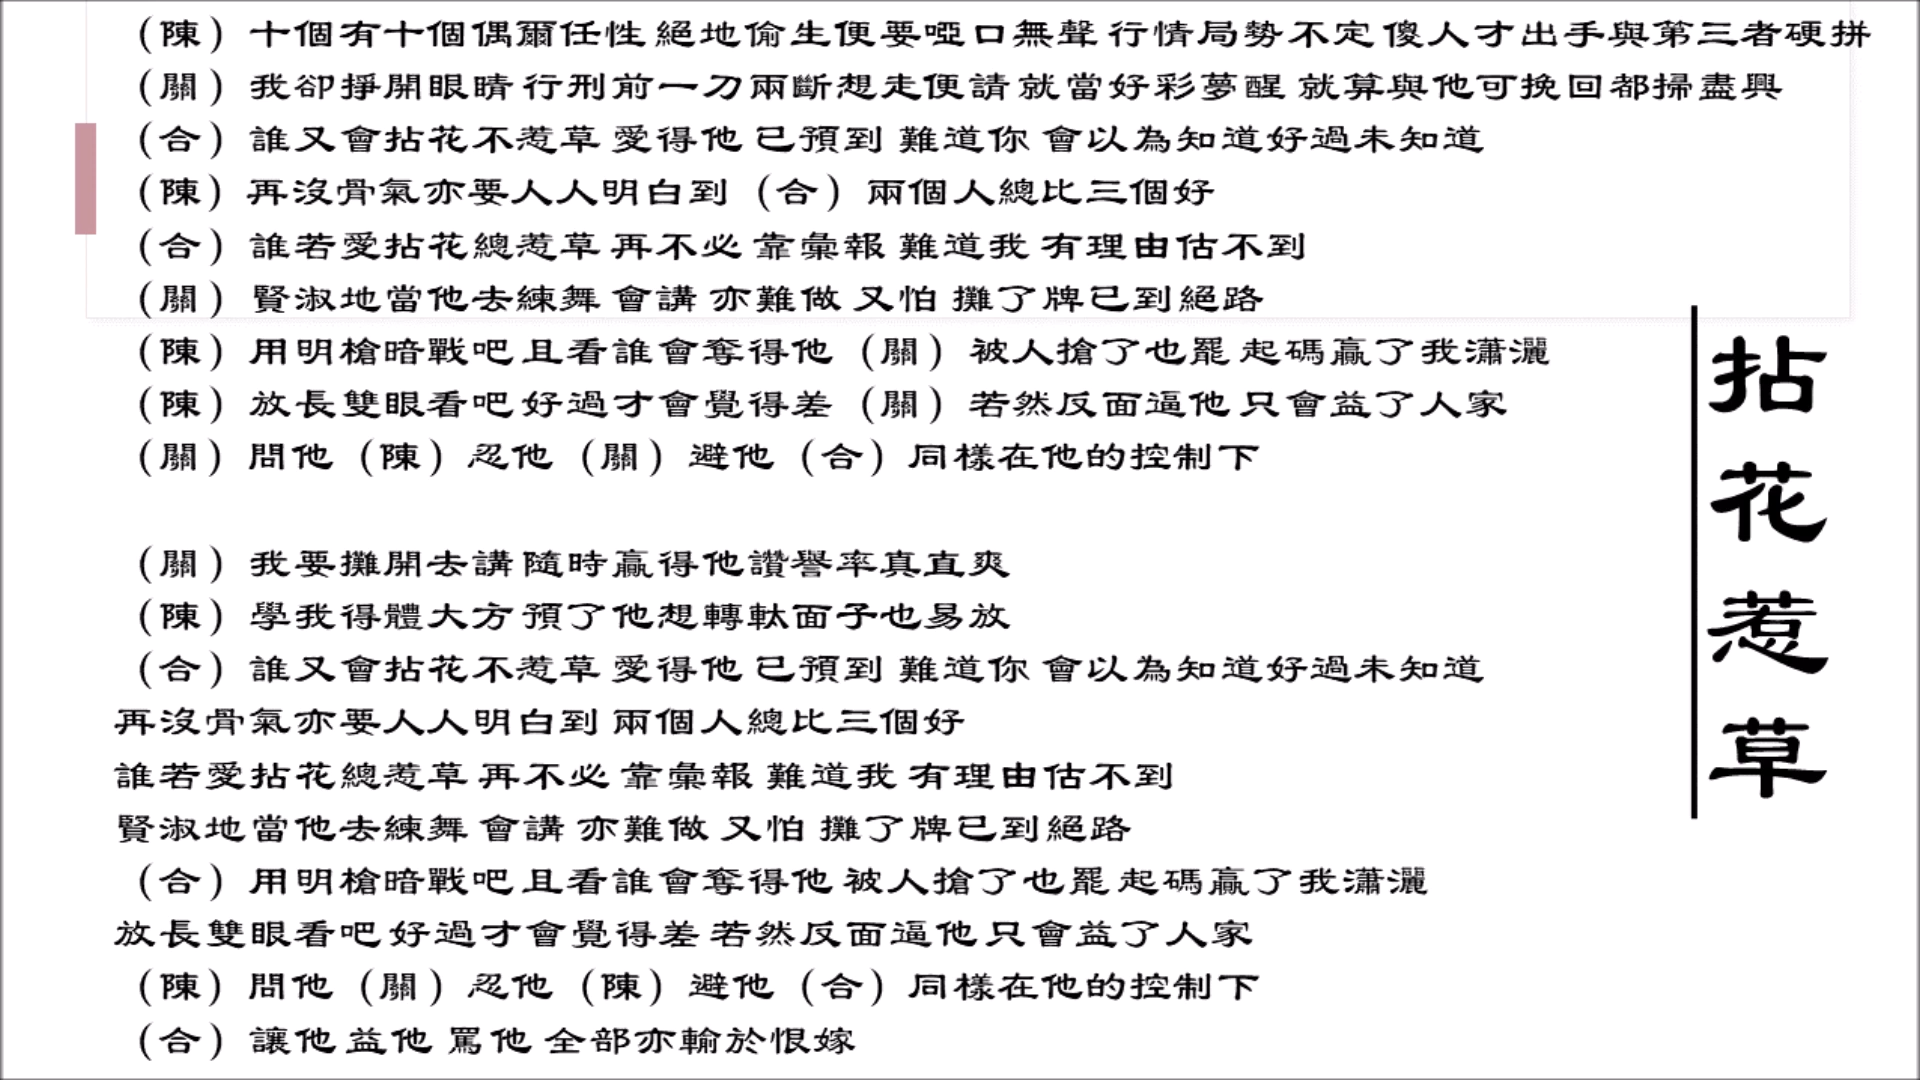 （陳）十個有十個偶爾任性 絕地偷生便要啞口無聲 行情局勢不定 傻人才出手與第三者硬拼
（關）我卻掙開眼睛 行刑前一刀兩斷想走便請 就當好彩夢醒 就算與他可挽回都掃盡興
（合）誰又會拈花不惹草 愛得他 已預到 難道你 會以為知道好過未知道
（陳）再沒骨氣亦要人人明白到（合）兩個人總比三個好
（合）誰若愛拈花總惹草 再不必 靠彙報 難道我 有理由估不到
（關）賢淑地當他去練舞 會講 亦難做 又怕 攤了牌已到絕路
（陳）用明槍暗戰吧 且看誰會奪得他（關）被人搶了也罷 起碼贏了我瀟灑
（陳）放長雙眼看吧 好過才會覺得差（關）若然反面逼他 只會益了人家
（關）問他（陳）忍他（關）避他（合）同樣在他的控制下
（關）我要攤開去講 隨時贏得他讚譽率真直爽
（陳）學我得體大方 預了他想轉軚面子也易放
（合）誰又會拈花不惹草 愛得他 已預到 難道你 會以為知道好過未知道
再沒骨氣亦要人人明白到 兩個人總比三個好
誰若愛拈花總惹草 再不必 靠彙報 難道我 有理由估不到
賢淑地當他去練舞 會講 亦難做 又怕 攤了牌已到絕路
（合）用明槍暗戰吧 且看誰會奪得他 被人搶了也罷 起碼贏了我瀟灑
放長雙眼看吧 好過才會覺得差 若然反面逼他 只會益了人家
（陳）問他（關）忍他（陳）避他（合）同樣在他的控制下
（合）讓他 益他 罵他 全部亦輸於恨嫁
拈花惹草